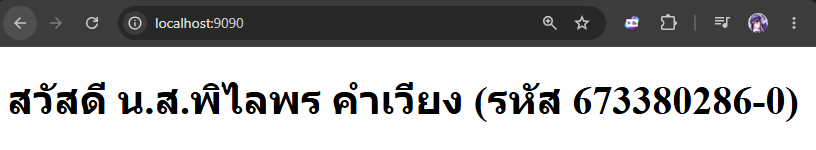 localhost:9090
สวัสดี น.ส.พิไลพร คำเวียง (รหัส 673380286-0)